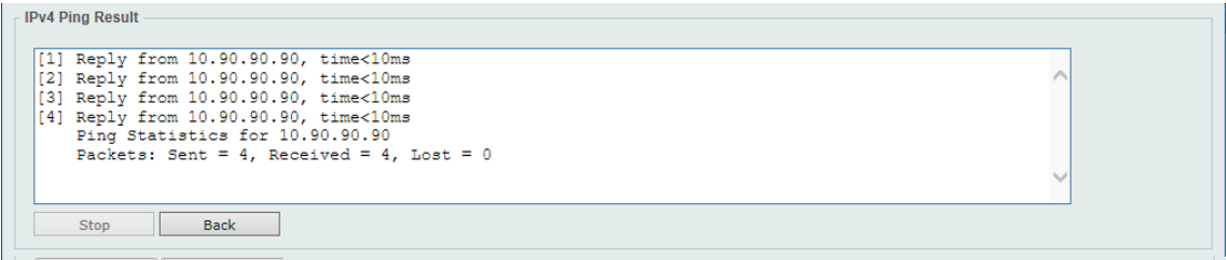 IPv4 Ping Result
[1] Reply from 10.90.90.90, time<10ms
[2] Reply from 10.90.90.90, time<10ms
[3] Reply from 10.90.90.90, time<10ms
[4] Reply from 10.90.90.90, time<10ms
Ping Statistics for 10.90.90.90
Packets: Sent = 4, Received = 4, Lost = 0
Stop
Back